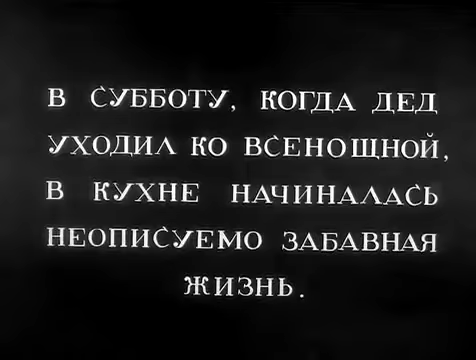 В СУББОТУ, КОГДА ДЕД
УХОДИЛ КО ВСЕНОЩНОЙ,
В КУХНЕ НАЧИНАЛАСЬ
НЕОПИСУЕМО ЗАБАВНАЯ
ЖИЗНЬ.